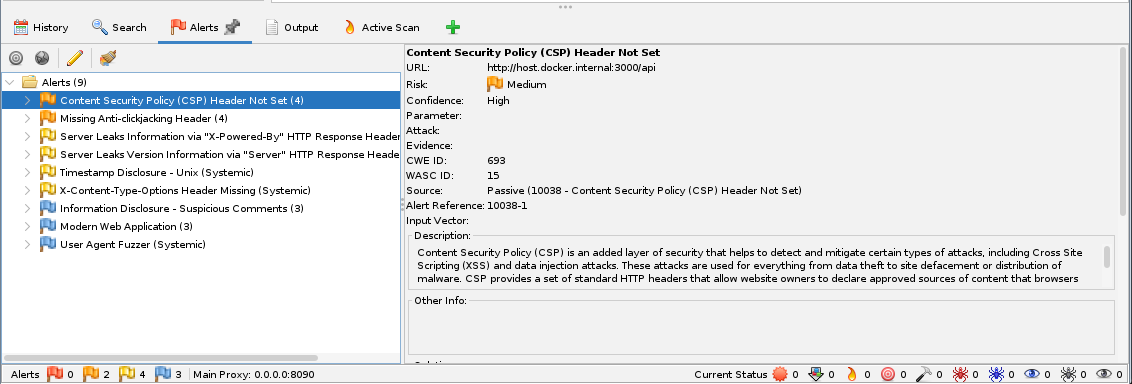 History Search Alerts Output Active Scan
Alerts (9)
Content Security Policy (CSP) Header Not Set (4)
Missing Anti-clickjacking Header (4)
Server Leaks Information via "X-Powered-By" HTTP Response Header
Server Leaks Version Information via "Server" HTTP Response Heade
Timestamp Disclosure - Unix (Systemic)
X-Content-Type-Options Header Missing (Systemic)
Information Disclosure - Suspicious Comments (3)
Modern Web Application (3)
User Agent Fuzzer (Systemic)
Content Security Policy (CSP) Header Not Set
URL: http://host.docker.internal:3000/api
Risk: Medium
Confidence: High
Parameter:
Attack:
Evidence:
CWE ID: 693
WASC ID: 15
Source: Passive (10038 - Content Security Policy (CSP) Header Not Set)
Alert Reference: 10038-1
Input Vector:
Description:
Content Security Policy (CSP) is an added layer of security that helps to detect and mitigate certain types of attacks, including Cross Site
Scripting (XSS) and data injection attacks. These attacks are used for everything from data theft to site defacement or distribution of
malware. CSP provides a set of standard HTTP headers that allow website owners to declare approved sources of content that browsers
Other Info:
Alerts 0 2 4 3 Main Proxy: 0.0.0.0:8090 Current Status 0 0 0 0 0 0 0 0 0 0